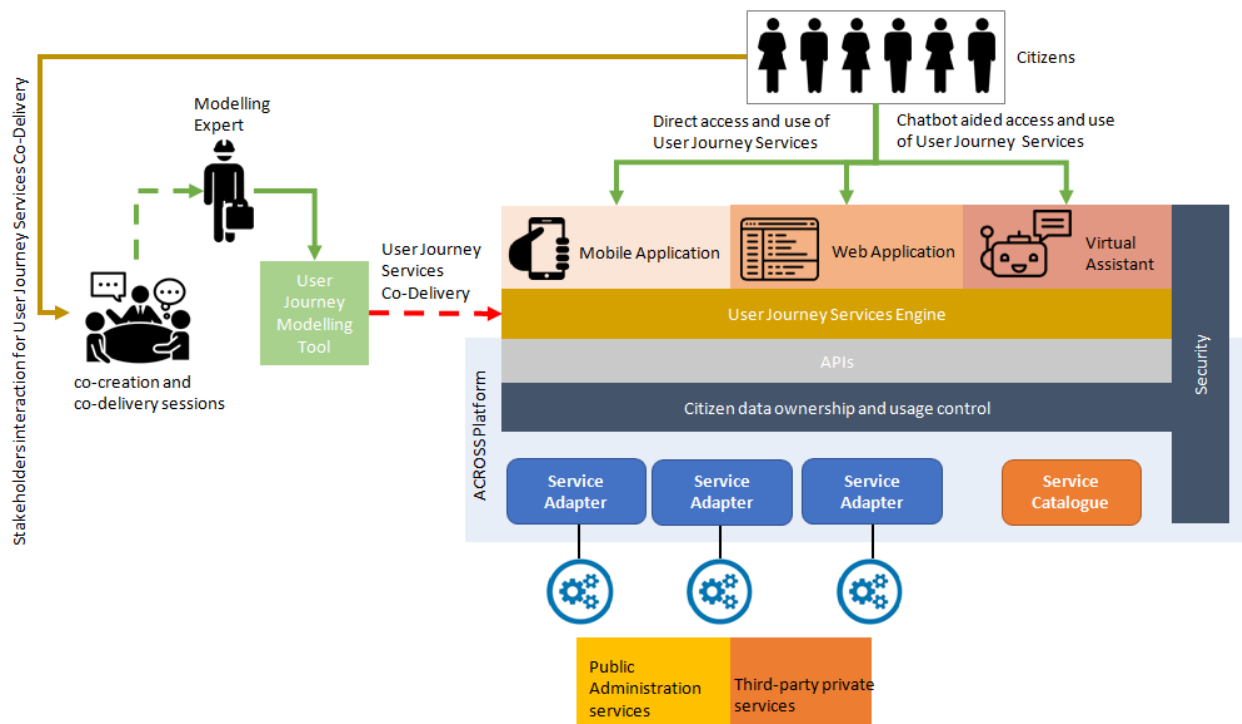 Stakeholders interaction for User Journey Services Co-Delivery
Citizens
Direct access and use of
User Journey Services
Chatbot aided access and use
of User Journey Services
Modelling
Expert
User
Journey
Modelling
Tool
User Journey
Services
Co-Delivery
co-creation and
co-delivery sessions
Mobile Application
Web Application
Virtual
Assistant
User Journey Services Engine
APIs
Citizen data ownership and usage control
Security
ACROSS Platform
Service
Adapter
Service
Adapter
Service
Adapter
Service
Catalogue
Public
Administration
services
Third-party private
services